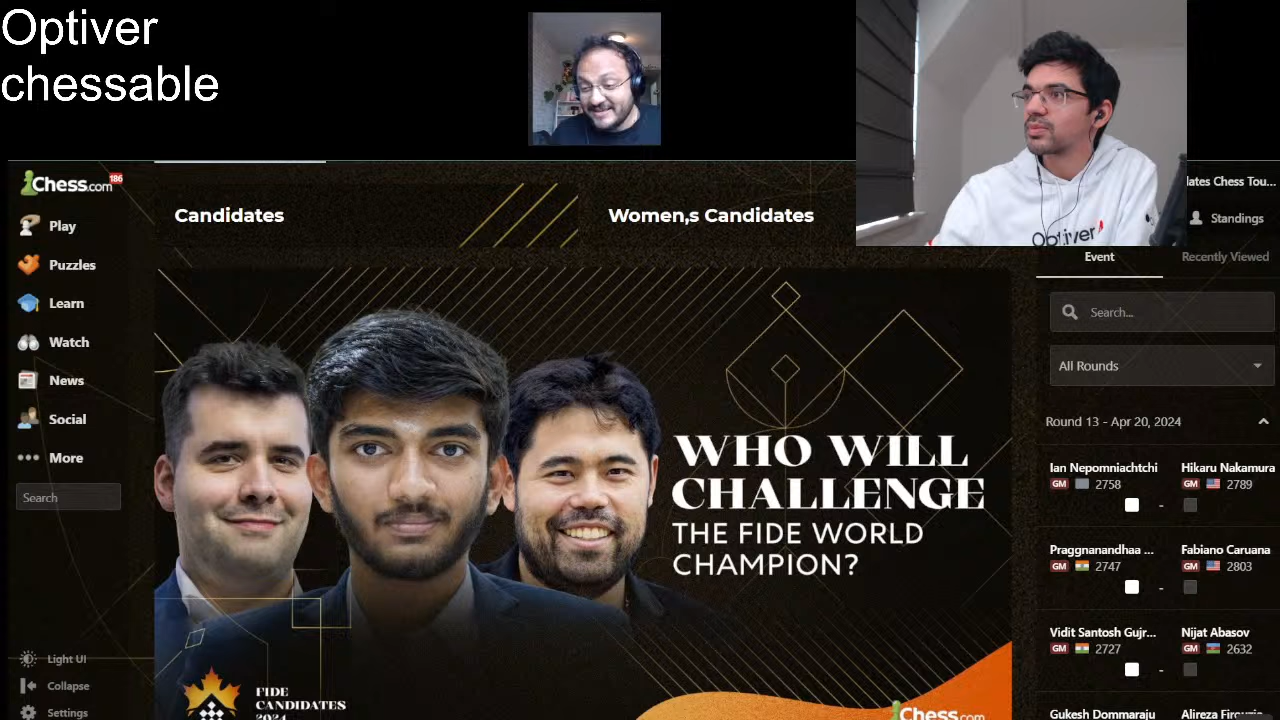 Optiver
chessable
Chess.com
186
Play
Puzzles
Learn
Watch
News
Social
More
Search
Light UI
Collapse
Settings
Candidates
Women,s Candidates
WHO WILL
CHALLENGE
THE FIDE WORLD
CHAMPION?
FIDE
CANDIDATES
2024
Chess.com
Optiver
lates Chess Tou...
Standings
Event
Recently Viewed
Search...
All Rounds
Round 13 - Apr 20, 2024
Ian Nepomniachtchi
GM 2758
Hikaru Nakamura
GM 2789
-
Praggnanandhaa ...
GM 2747
Fabiano Caruana
GM 2803
-
Vidit Santosh Gujr...
GM 2727
Nijat Abasov
GM 2632
-
Gukesh Dommaraju
Alireza